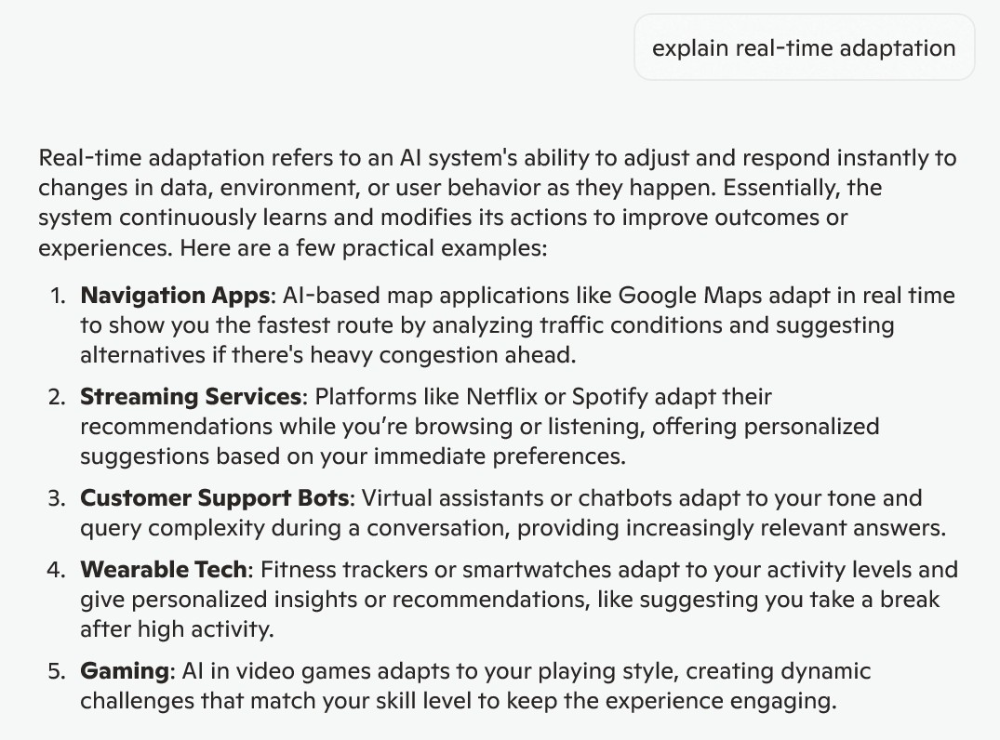 explain real-time adaptation
Real-time adaptation refers to an AI system's ability to adjust and respond instantly to
changes in data, environment, or user behavior as they happen. Essentially, the
system continuously learns and modifies its actions to improve outcomes or
experiences. Here are a few practical examples:
1. Navigation Apps: AI-based map applications like Google Maps adapt in real time
to show you the fastest route by analyzing traffic conditions and suggesting
alternatives if there's heavy congestion ahead.
2. Streaming Services: Platforms like Netflix or Spotify adapt their
recommendations while you’re browsing or listening, offering personalized
suggestions based on your immediate preferences.
3. Customer Support Bots: Virtual assistants or chatbots adapt to your tone and
query complexity during a conversation, providing increasingly relevant answers.
4. Wearable Tech: Fitness trackers or smartwatches adapt to your activity levels and
give personalized insights or recommendations, like suggesting you take a break
after high activity.
5. Gaming: AI in video games adapts to your playing style, creating dynamic
challenges that match your skill level to keep the experience engaging.